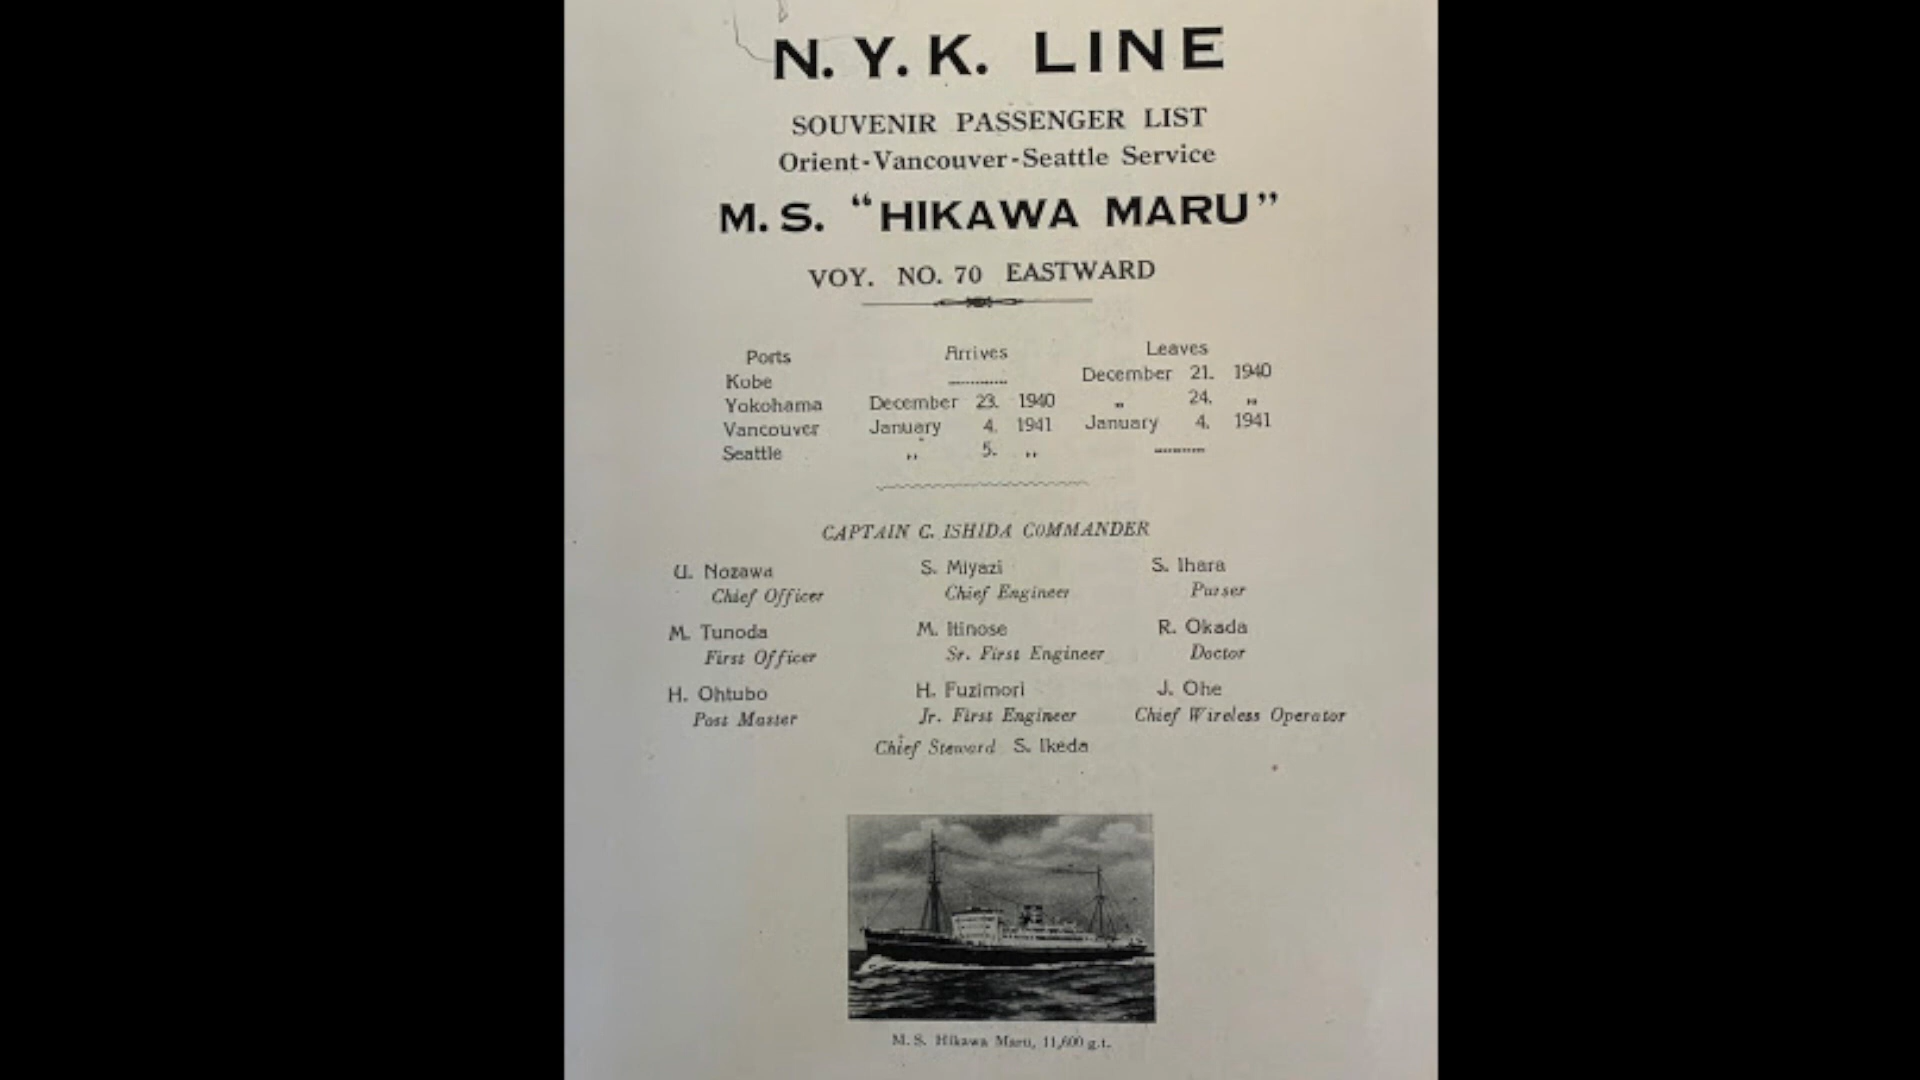 N. Y. K. LINE
SOUVENIR PASSENGER LIST
Orient-Vancouver-Seattle Service
M. S. “HIKAWA MARU”
VOY. NO. 70 EASTWARD
Ports Arrives Leaves
Kobe ............ December 21. 1940
Yokohama December 23. 1940 „ 24. „
Vancouver January 4. 1941 January 4. 1941
Seattle „ 5. „ ..........
CAPTAIN C. ISHIDA COMMANDER
U. Nozawa S. Miyazi S. Ihara
Chief Officer Chief Engineer Purser
M. Tunoda M. Itinose R. Okada
First Officer Sr. First Engineer Doctor
H. Ohtubo H. Fuzimori J. Ohe
Post Master Jr. First Engineer Chief Wireless Operator
Chief Steward S. Ikeda
M. S. Hikawa Maru, 11,600 g.t.